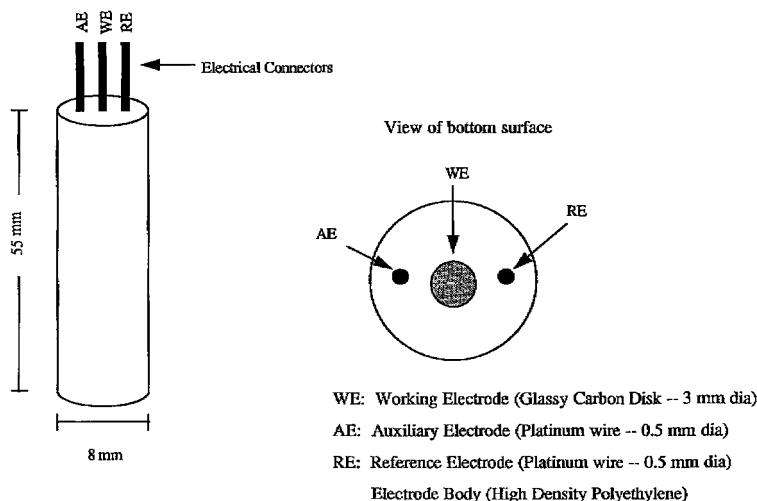 AE WE RE
Electrical Connectors
View of bottom surface
WE
RE
AE
55 mm
8 mm
WE: Working Electrode (Glassy Carbon Disk -- 3 mm dia)
AE: Auxiliary Electrode (Platinum wire -- 0.5 mm dia)
RE: Reference Electrode (Platinum wire -- 0.5 mm dia)
Electrode Body (High Density Polyethylene)